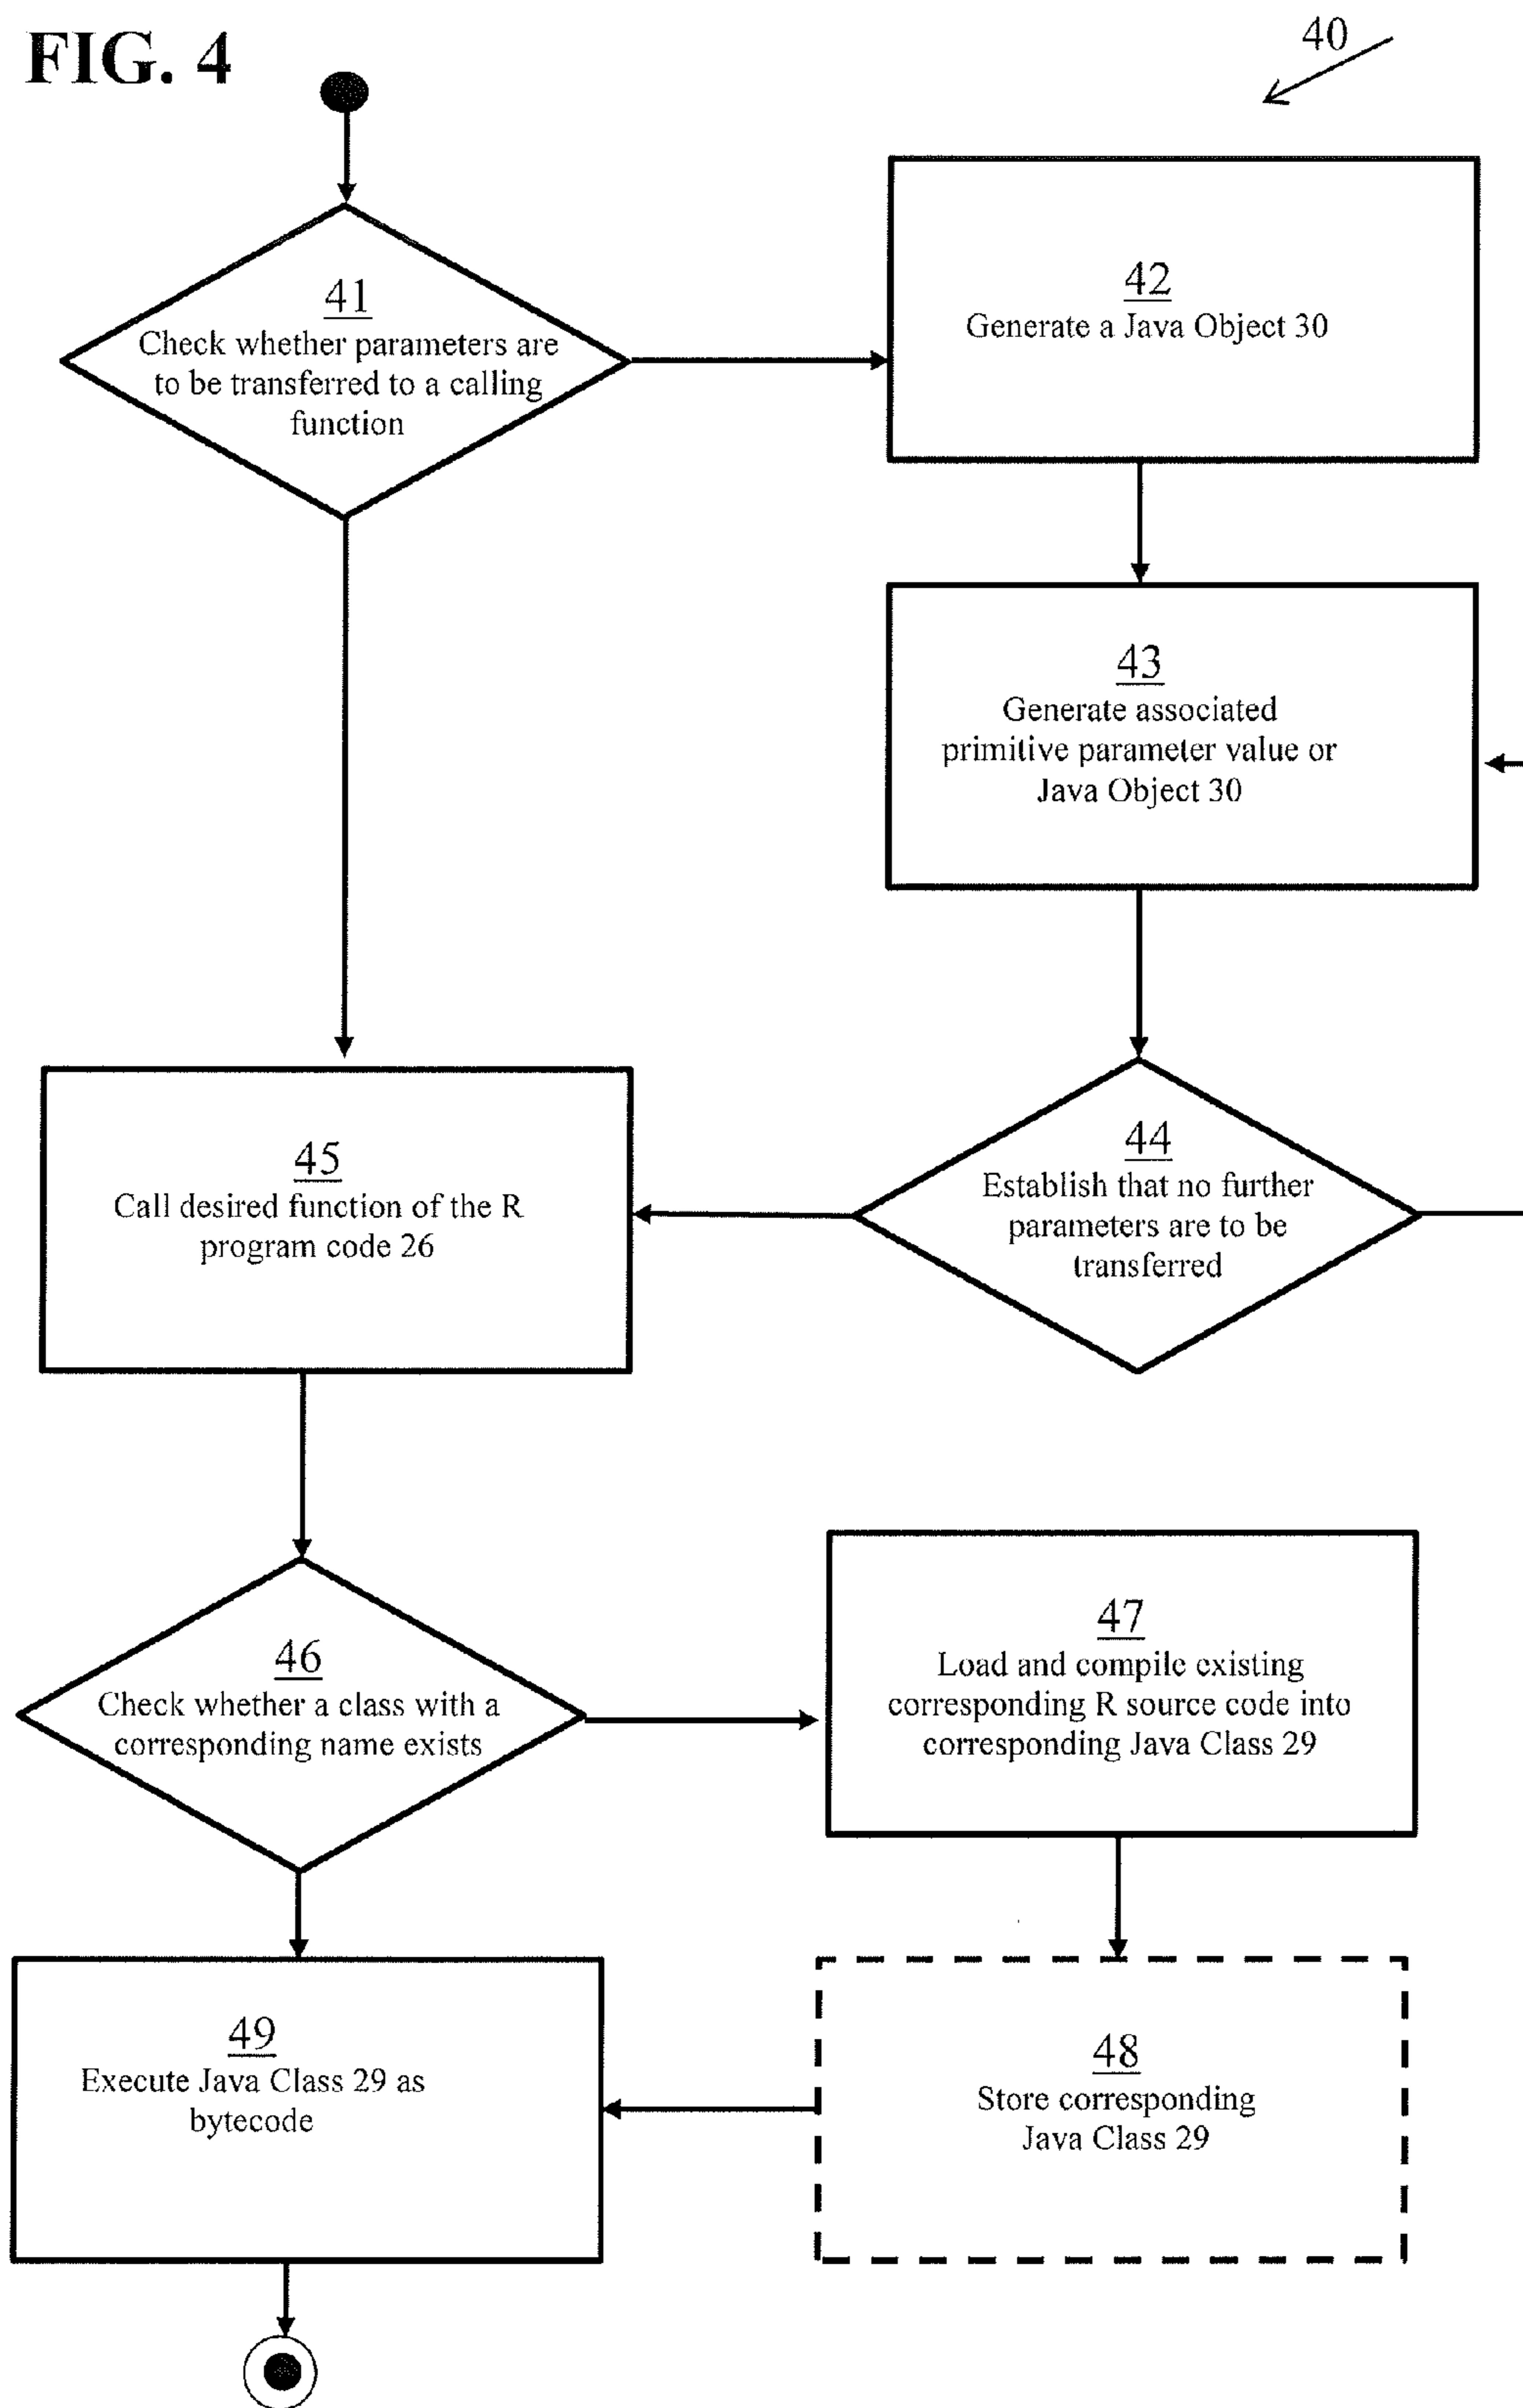 FIG. 4
40
41
Check whether parameters are
to be transferred to a calling
function
42
Generate a Java Object 30
43
Generate associated
primitive parameter value or
Java Object 30
44
Establish that no further
parameters are to be
transferred
45
Call desired function of the R
program code 26
46
Check whether a class with a
corresponding name exists
47
Load and compile existing
corresponding R source code into
corresponding Java Class 29
48
Store corresponding
Java Class 29
49
Execute Java Class 29 as
bytecode